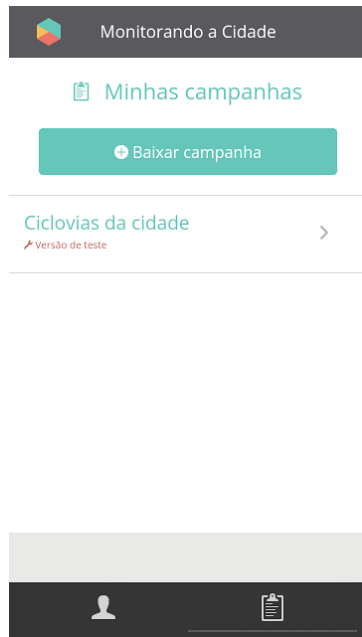 Monitorando a Cidade
Minhas campanhas
Baixar campanha
Ciclovias da cidade
Versão de teste